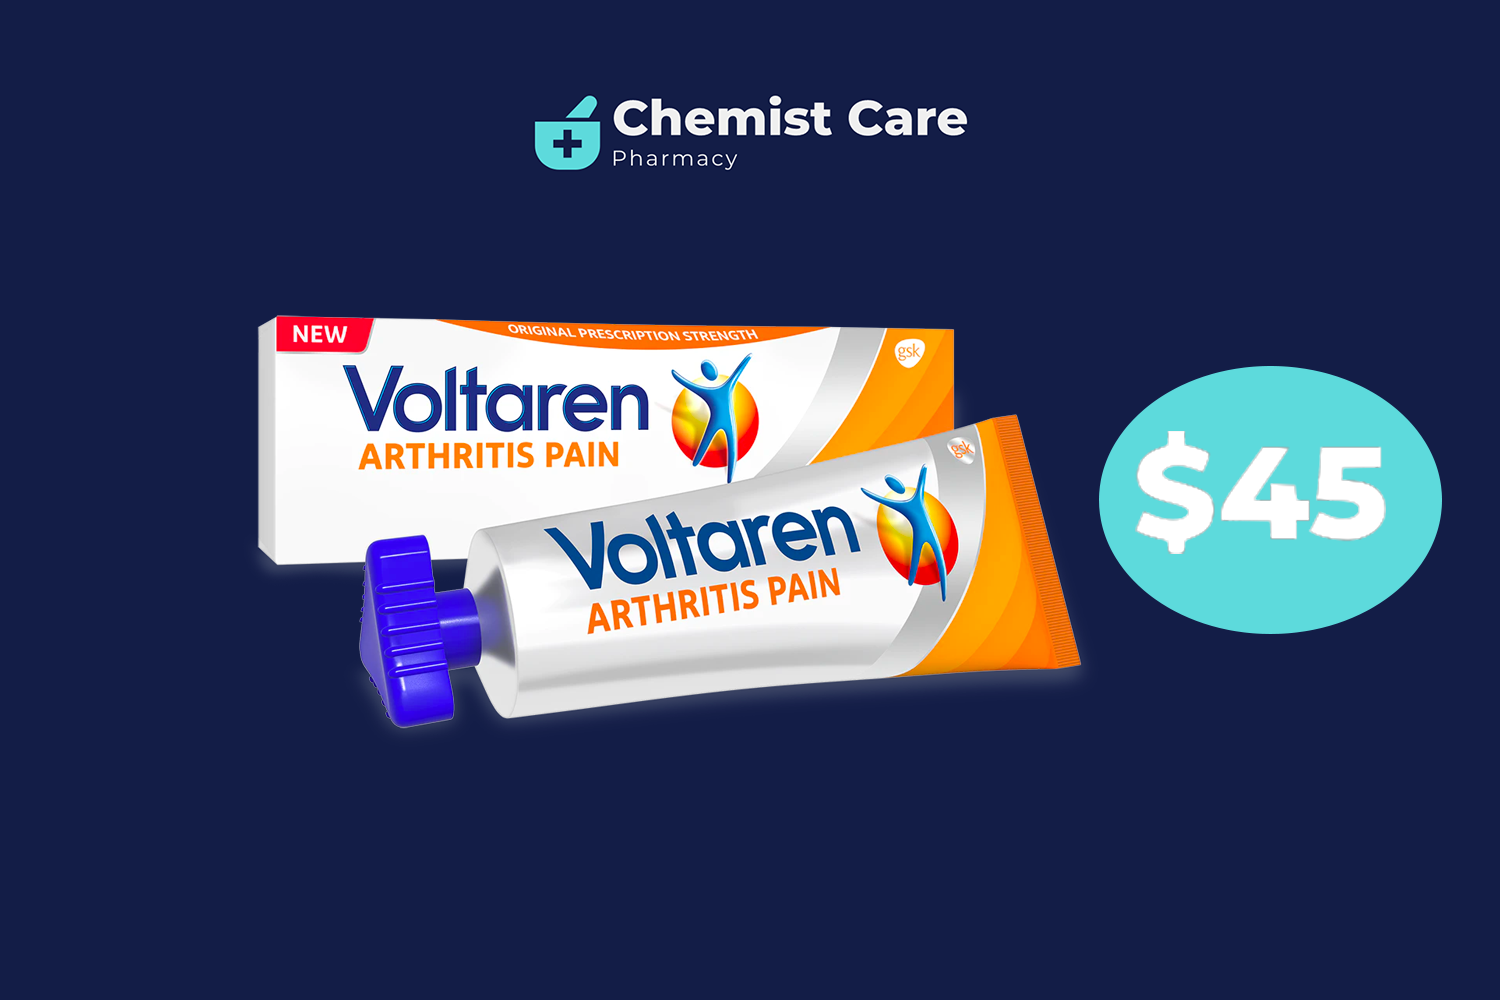 Chemist Care
Pharmacy
NEW
ORIGINAL PRESCRIPTION STRENGTH
gsk
Voltaren
ARTHRITIS PAIN
gsk
Voltaren
ARTHRITIS PAIN
$45